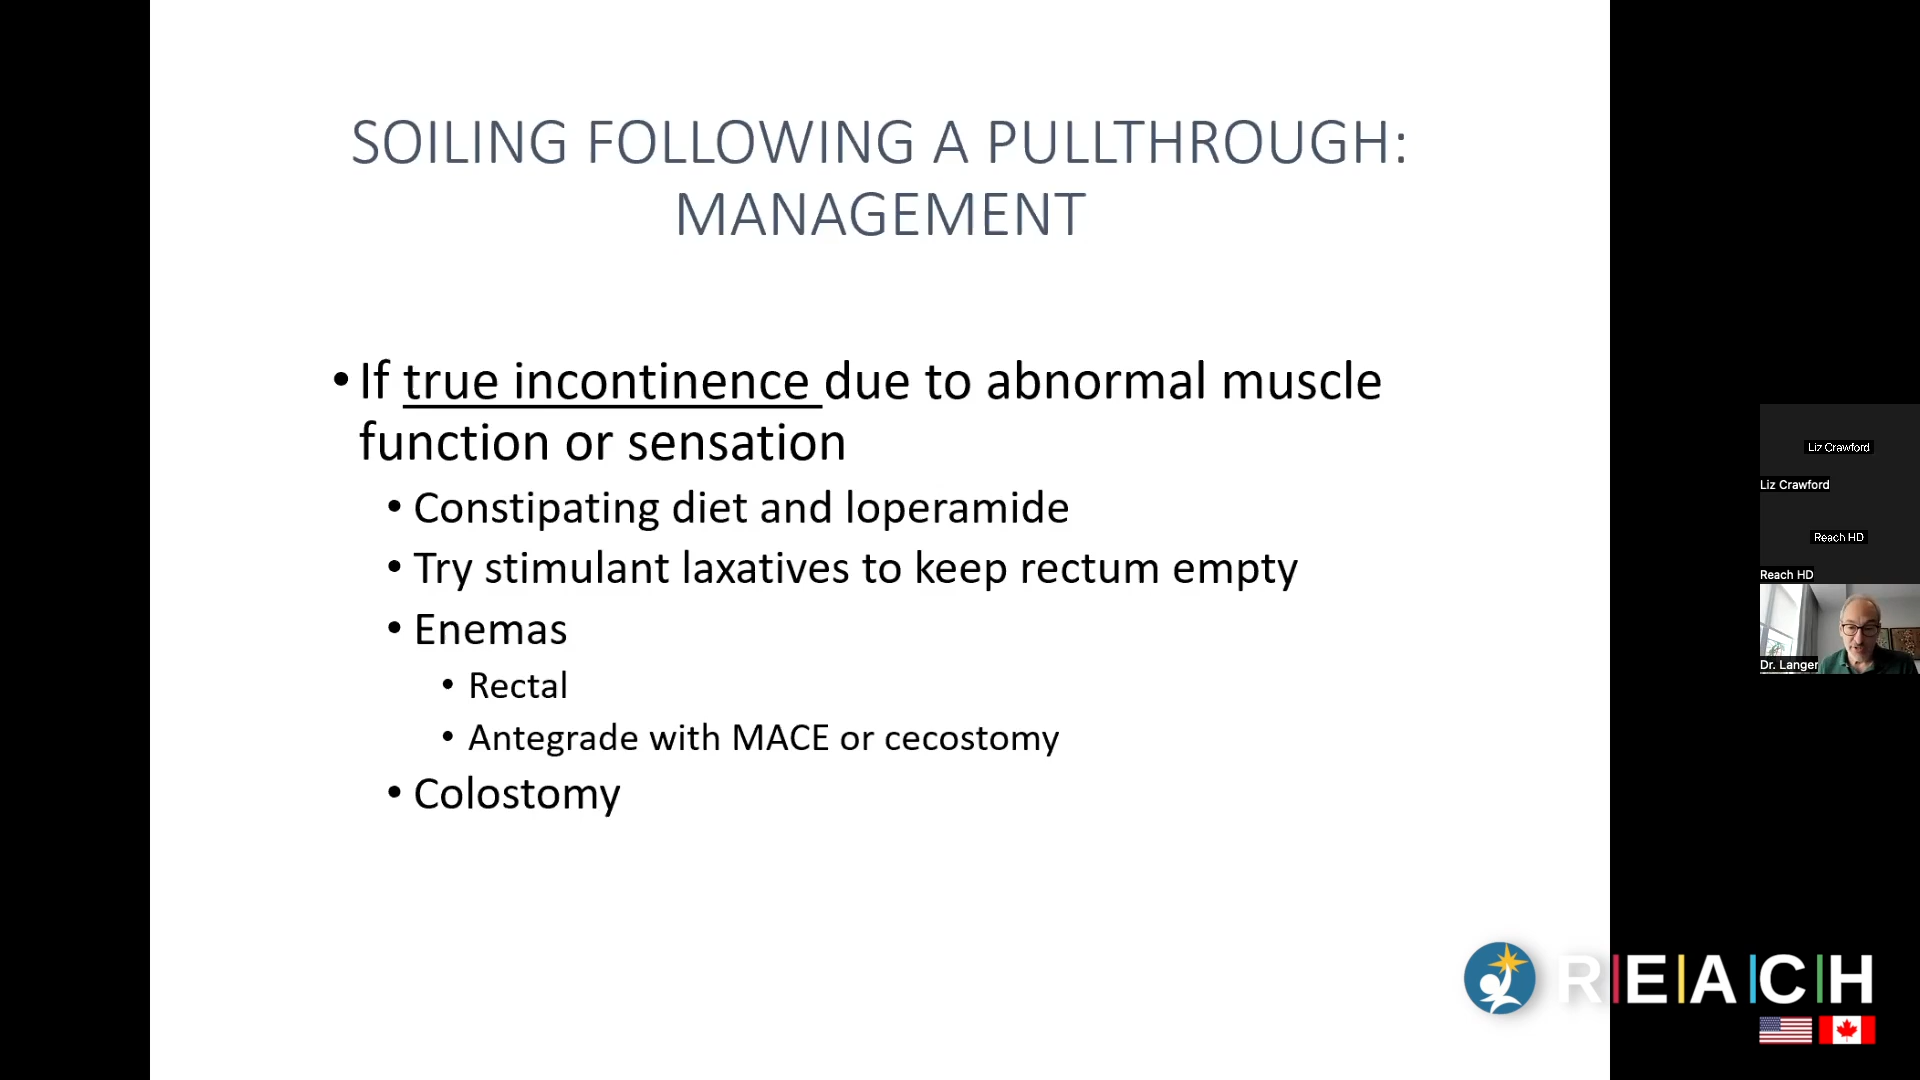 SOILING FOLLOWING A PULLTHROUGH:
MANAGEMENT
• If true incontinence due to abnormal muscle
function or sensation
• Constipating diet and loperamide
• Try stimulant laxatives to keep rectum empty
• Enemas
• Rectal
• Antegrade with MACE or cecostomy
• Colostomy
Liz Crawford
Liz Crawford
Reach HD
Reach HD
Dr. Langer
R|E|A|C|H